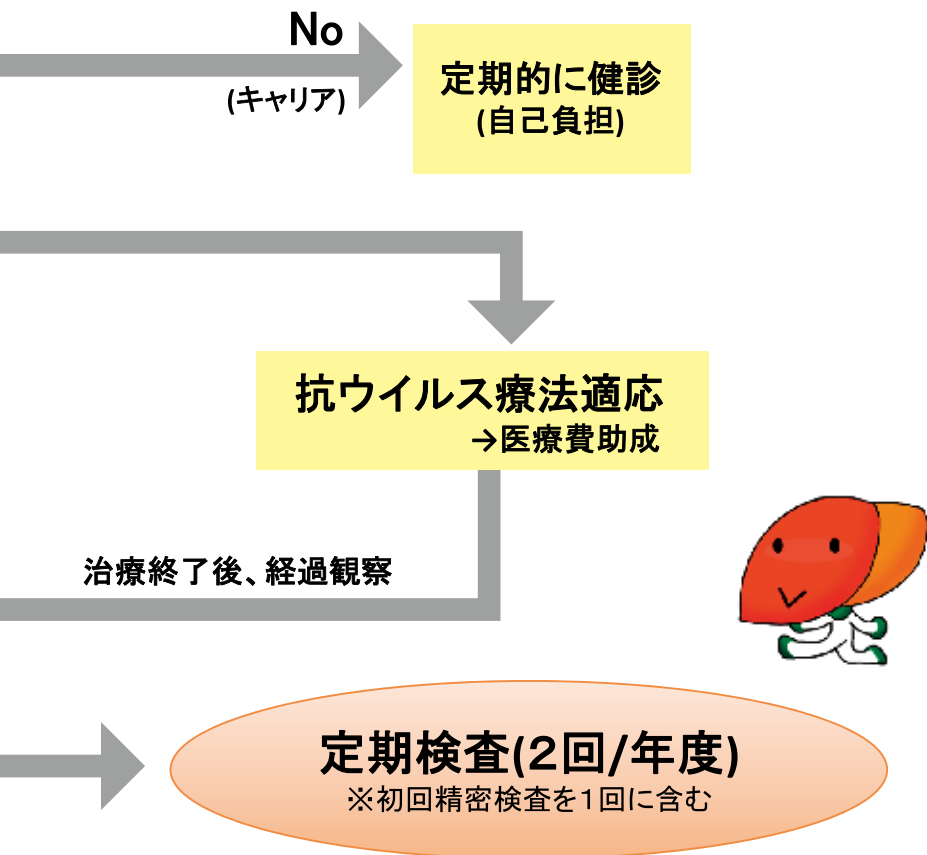 No
(キャリア)
定期的に健診
(自己負担)
抗ウイルス療法適応
→医療費助成
治療終了後、経過観察
定期検査(2回/年度)
※初回精密検査を1回に含む